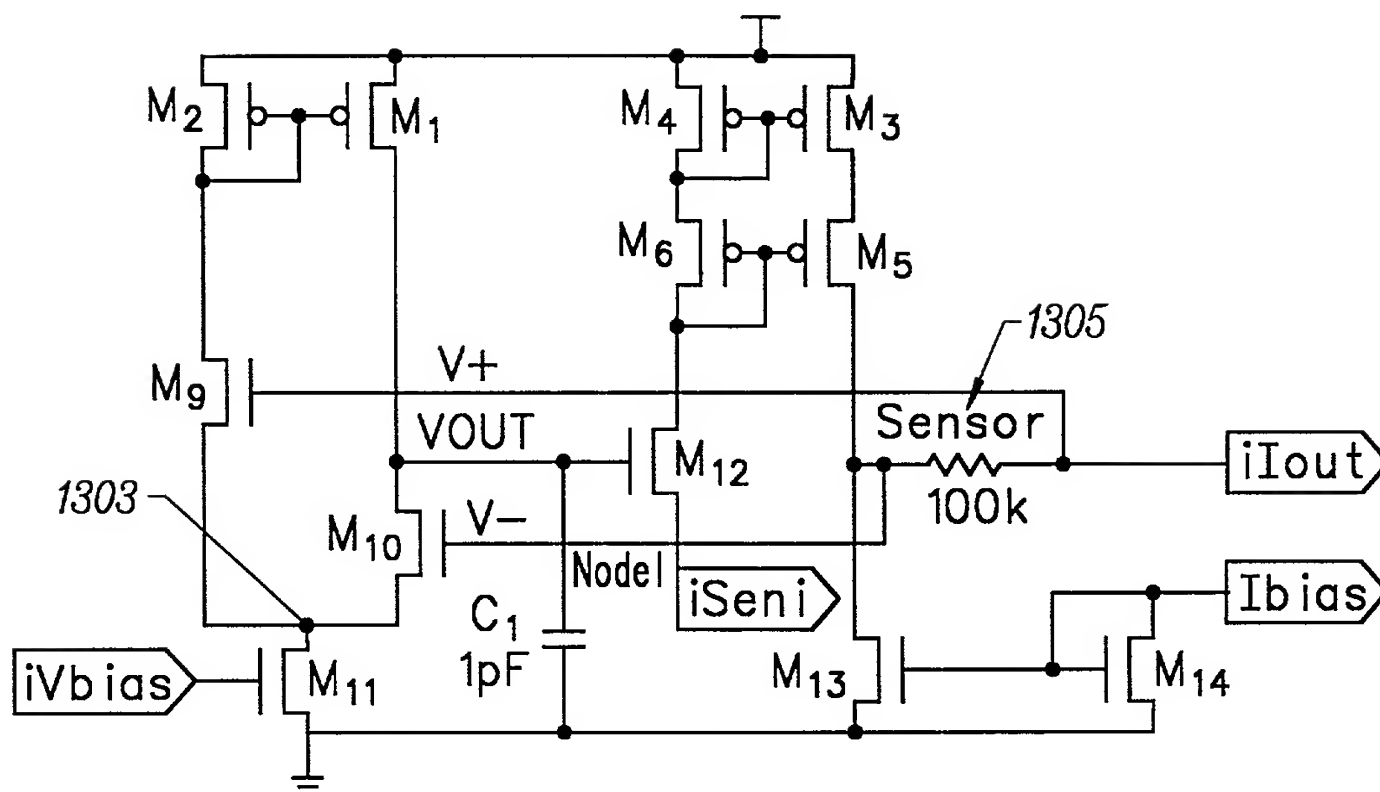 M2
M1
M4
M3
M6
M5
1305
M9
V+
Sensor
VOUT
M12
iIout
1303
100k
M10
V-
Node1
iSeni
Ibias
C1
1pF
iVbias
M11
M13
M14